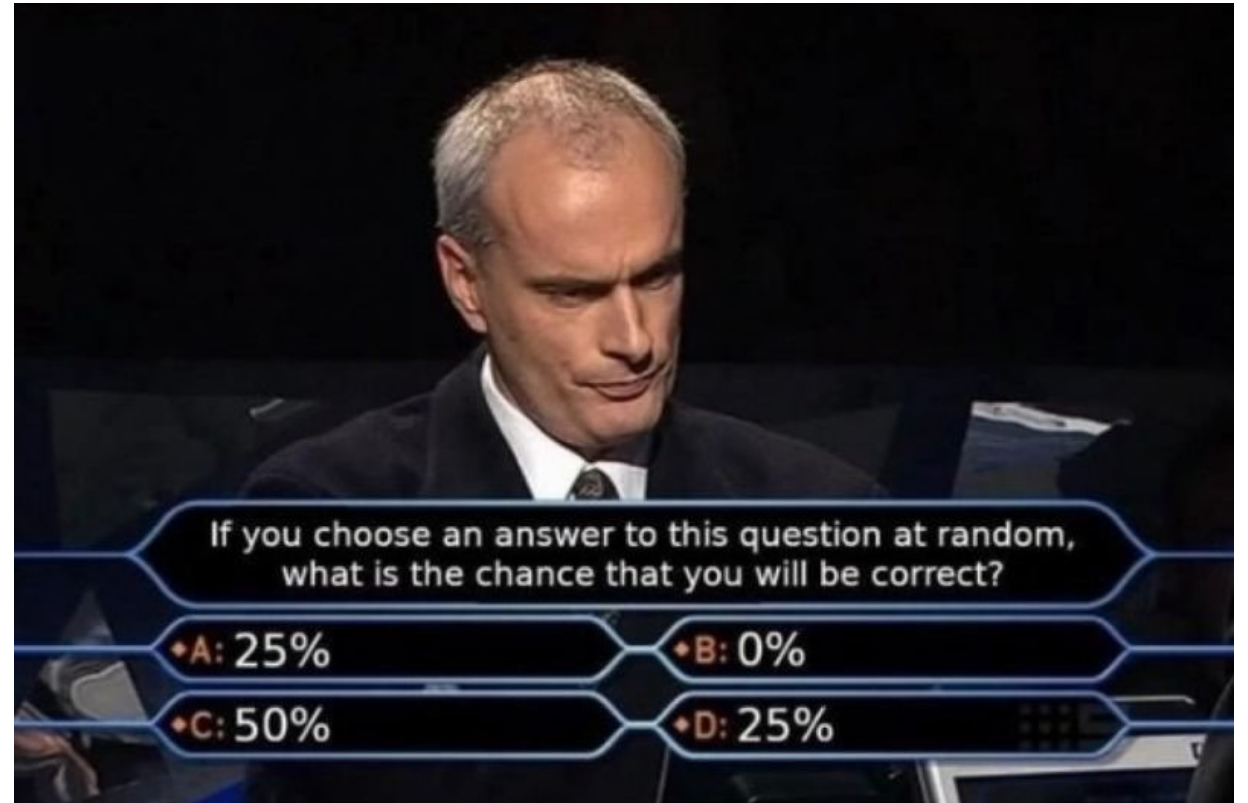 If you choose an answer to this question at random,
what is the chance that you will be correct?
A: 25%
B: 0%
C: 50%
D: 25%